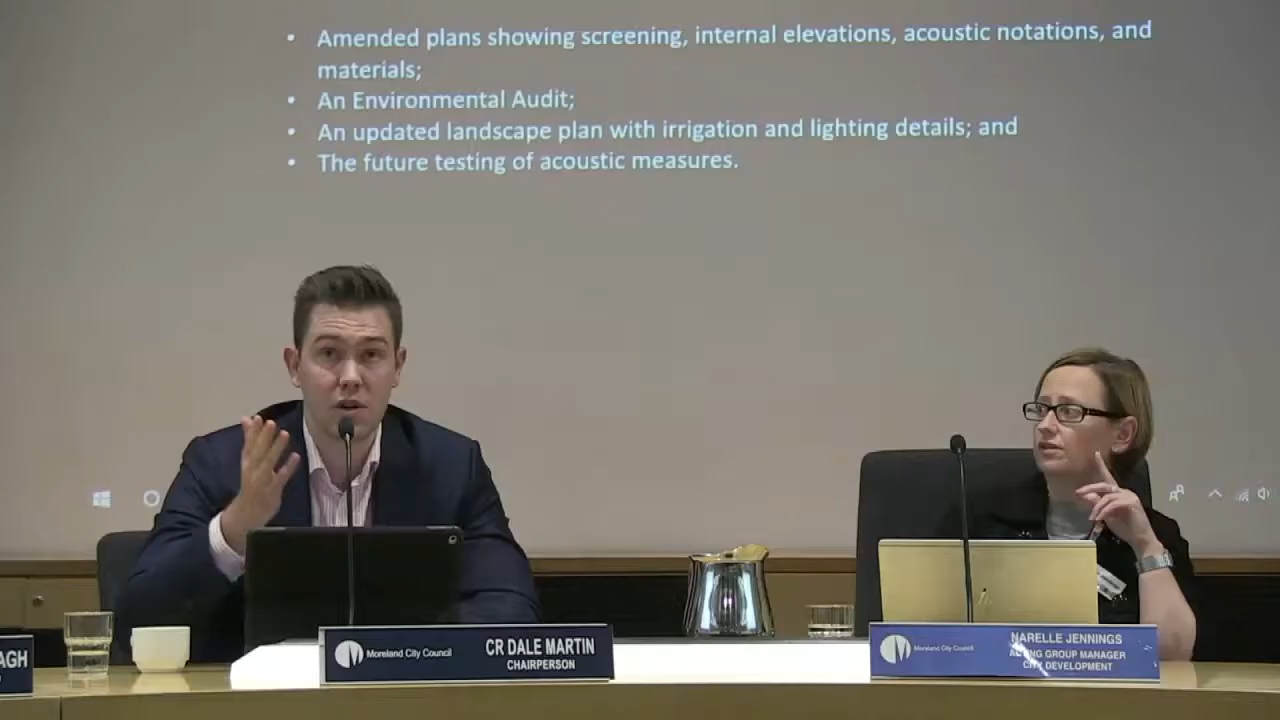 • Amended plans showing screening, internal elevations, acoustic notations, and
materials;
• An Environmental Audit;
• An updated landscape plan with irrigation and lighting details; and
• The future testing of acoustic measures.
AGH
Moreland City Council
CR DALE MARTIN
CHAIRPERSON
Moreland City Council
NARELLE JENNINGS
GROUP MANAGER
CITY DEVELOPMENT